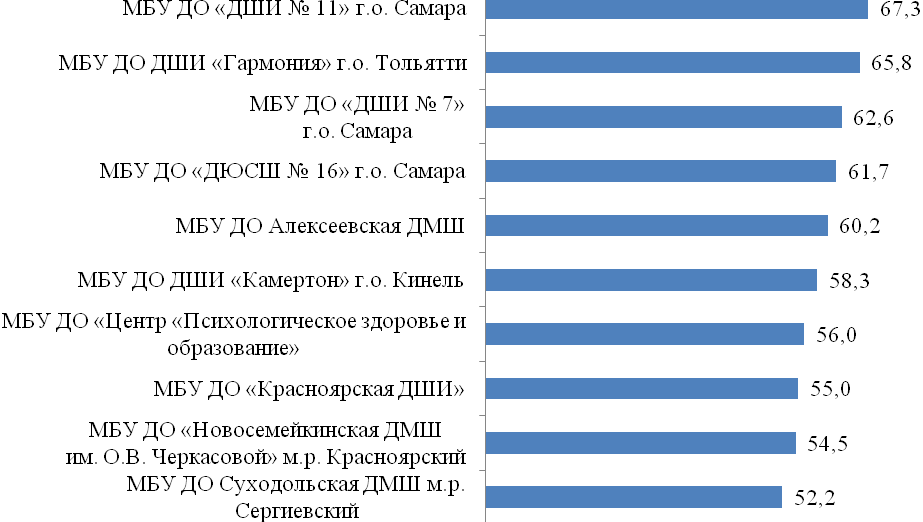 МБУ ДО «ДШИ № 11» г.о. Самара 67,3
МБУ ДО ДШИ «Гармония» г.о. Тольятти 65,8
МБУ ДО «ДШИ № 7»
г.о. Самара 62,6
МБУ ДО «ДЮСШ № 16» г.о. Самара 61,7
МБУ ДО Алексеевская ДМШ 60,2
МБУ ДО ДШИ «Камертон» г.о. Кинель 58,3
МБУ ДО «Центр «Психологическое здоровье и
образование» 56,0
МБУ ДО «Красноярская ДШИ» 55,0
МБУ ДО «Новосемейкинская ДМШ
им. О.В. Черкасовой» м.р. Красноярский 54,5
МБУ ДО Суходольская ДМШ м.р.
Сергиевский 52,2